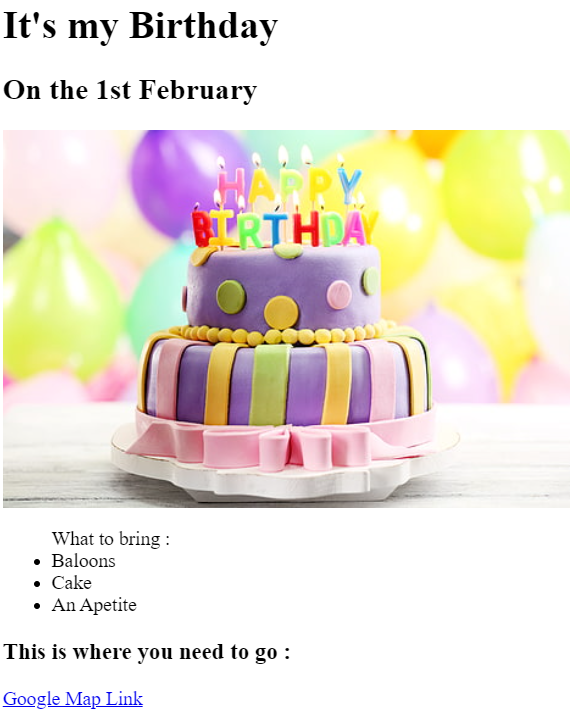 It's my Birthday
On the 1st February
HAPPY
BIRTHDAY
What to bring :
Baloons
Cake
An Apetite
This is where you need to go :
Google Map Link